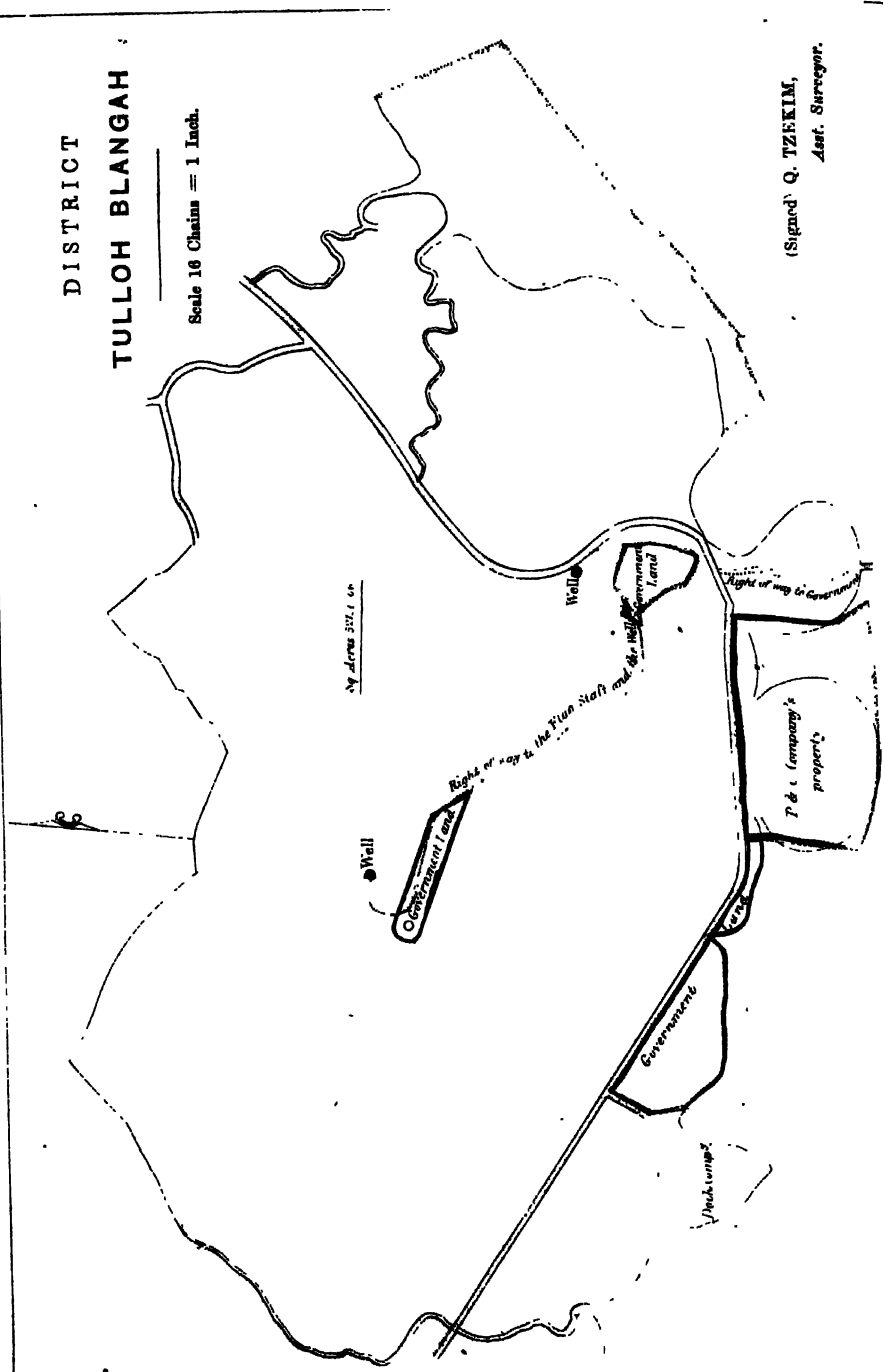 DISTRICT
TULLOH BLANGAH
Scale 16 Chains = 1 Inch.
Well
Government Land
Right of way to the
Staff and the Well
Well
Government
Land
Right of way to Government
Company's
property
Land
Government
(Signed) Q. TZEKIM,
Asst. Surveyor.